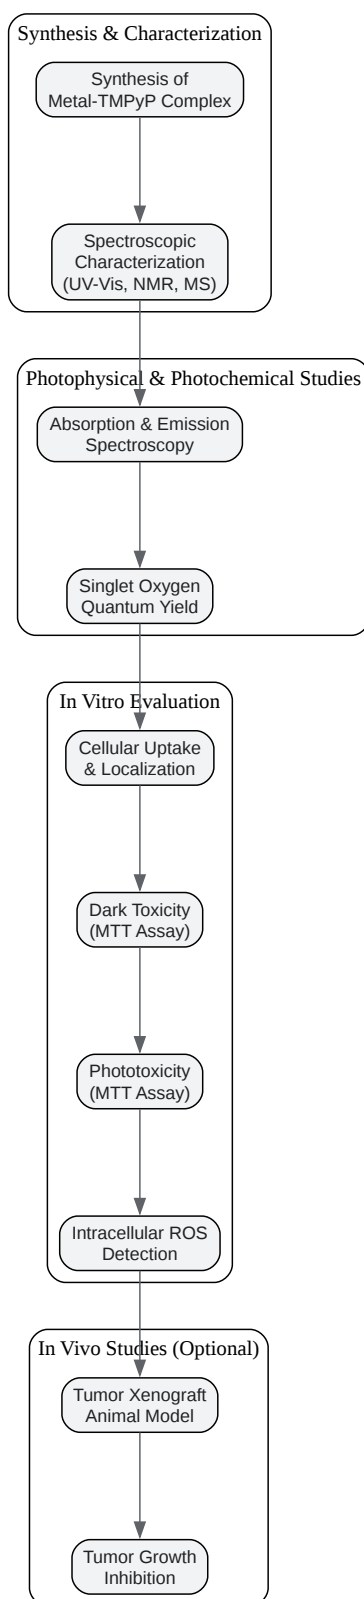 Synthesis & Characterization
Synthesis of
Metal-TMPyP Complex
Spectroscopic
Characterization
(UV-Vis, NMR, MS)
Photophysical & Photochemical Studies
Absorption & Emission
Spectroscopy
Singlet Oxygen
Quantum Yield
In Vitro Evaluation
Cellular Uptake
& Localization
Dark Toxicity
(MTT Assay)
Phototoxicity
(MTT Assay)
Intracellular ROS
Detection
In Vivo Studies (Optional)
Tumor Xenograft
Animal Model
Tumor Growth
Inhibition